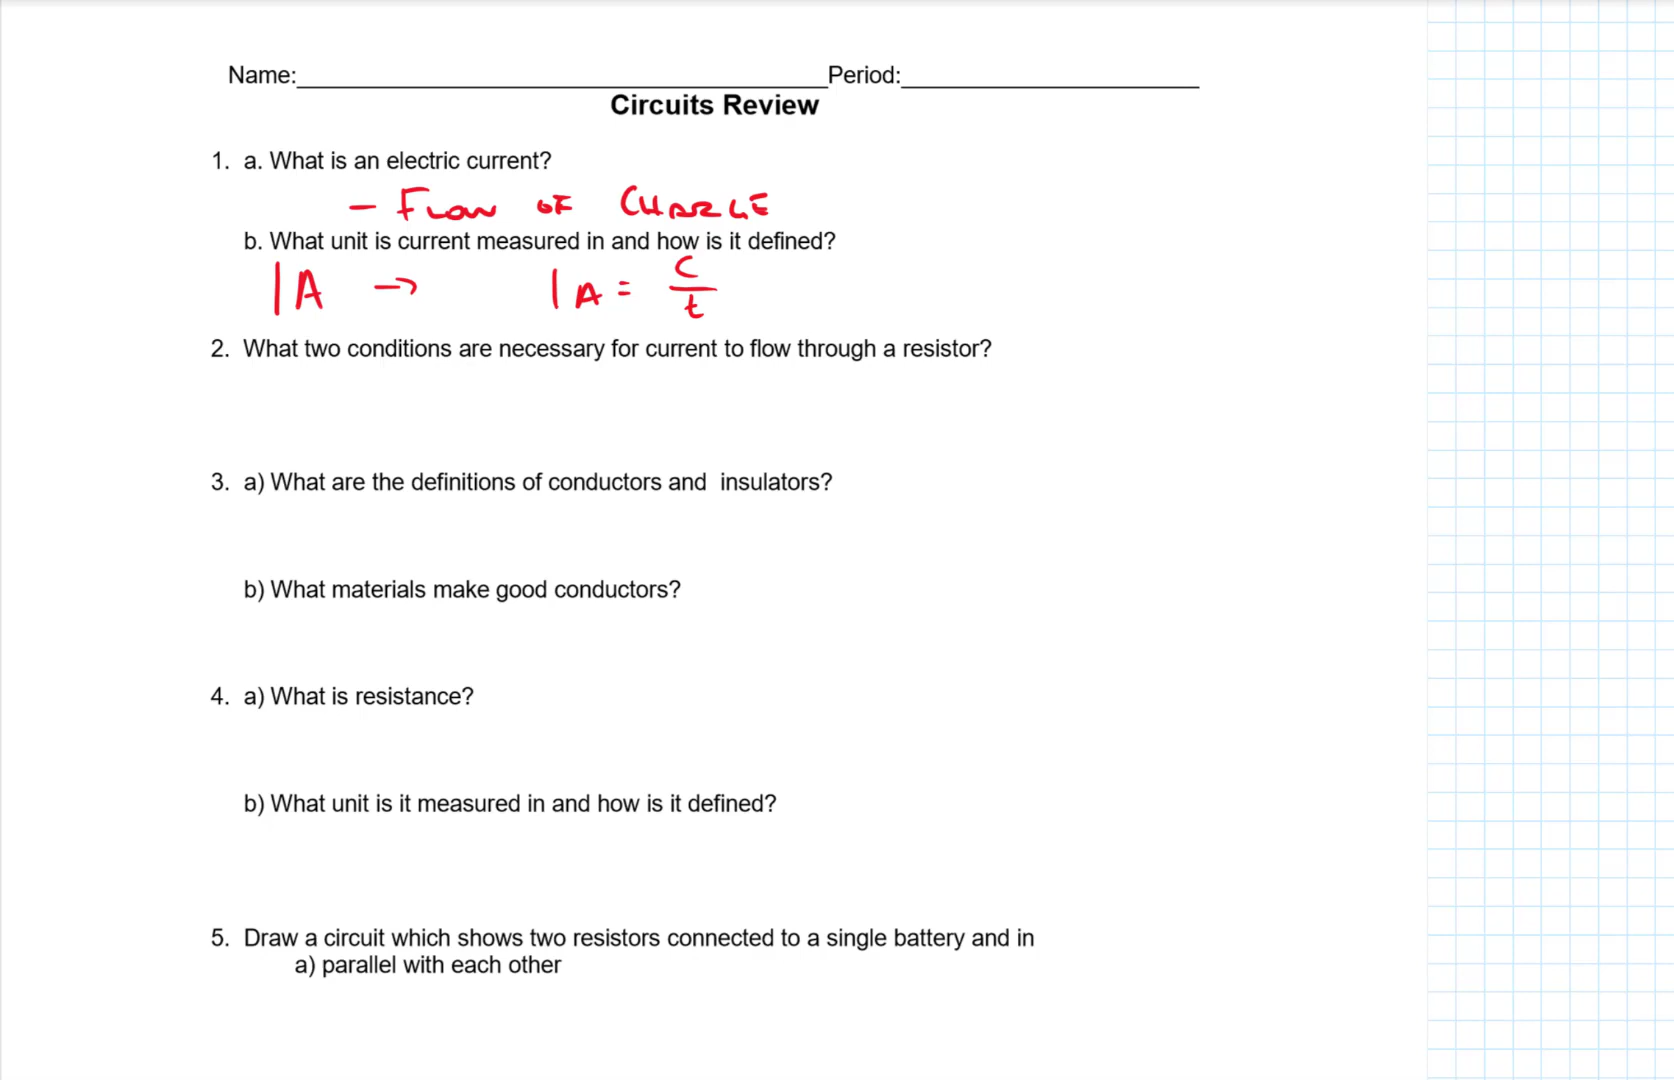 Name:________________________________________Period:______________________
Circuits Review
1. a. What is an electric current?
- FLOW OF CHARGE
b. What unit is current measured in and how is it defined?
1A → 1A = C/t
2. What two conditions are necessary for current to flow through a resistor?
3. a) What are the definitions of conductors and insulators?
b) What materials make good conductors?
4. a) What is resistance?
b) What unit is it measured in and how is it defined?
5. Draw a circuit which shows two resistors connected to a single battery and in
a) parallel with each other